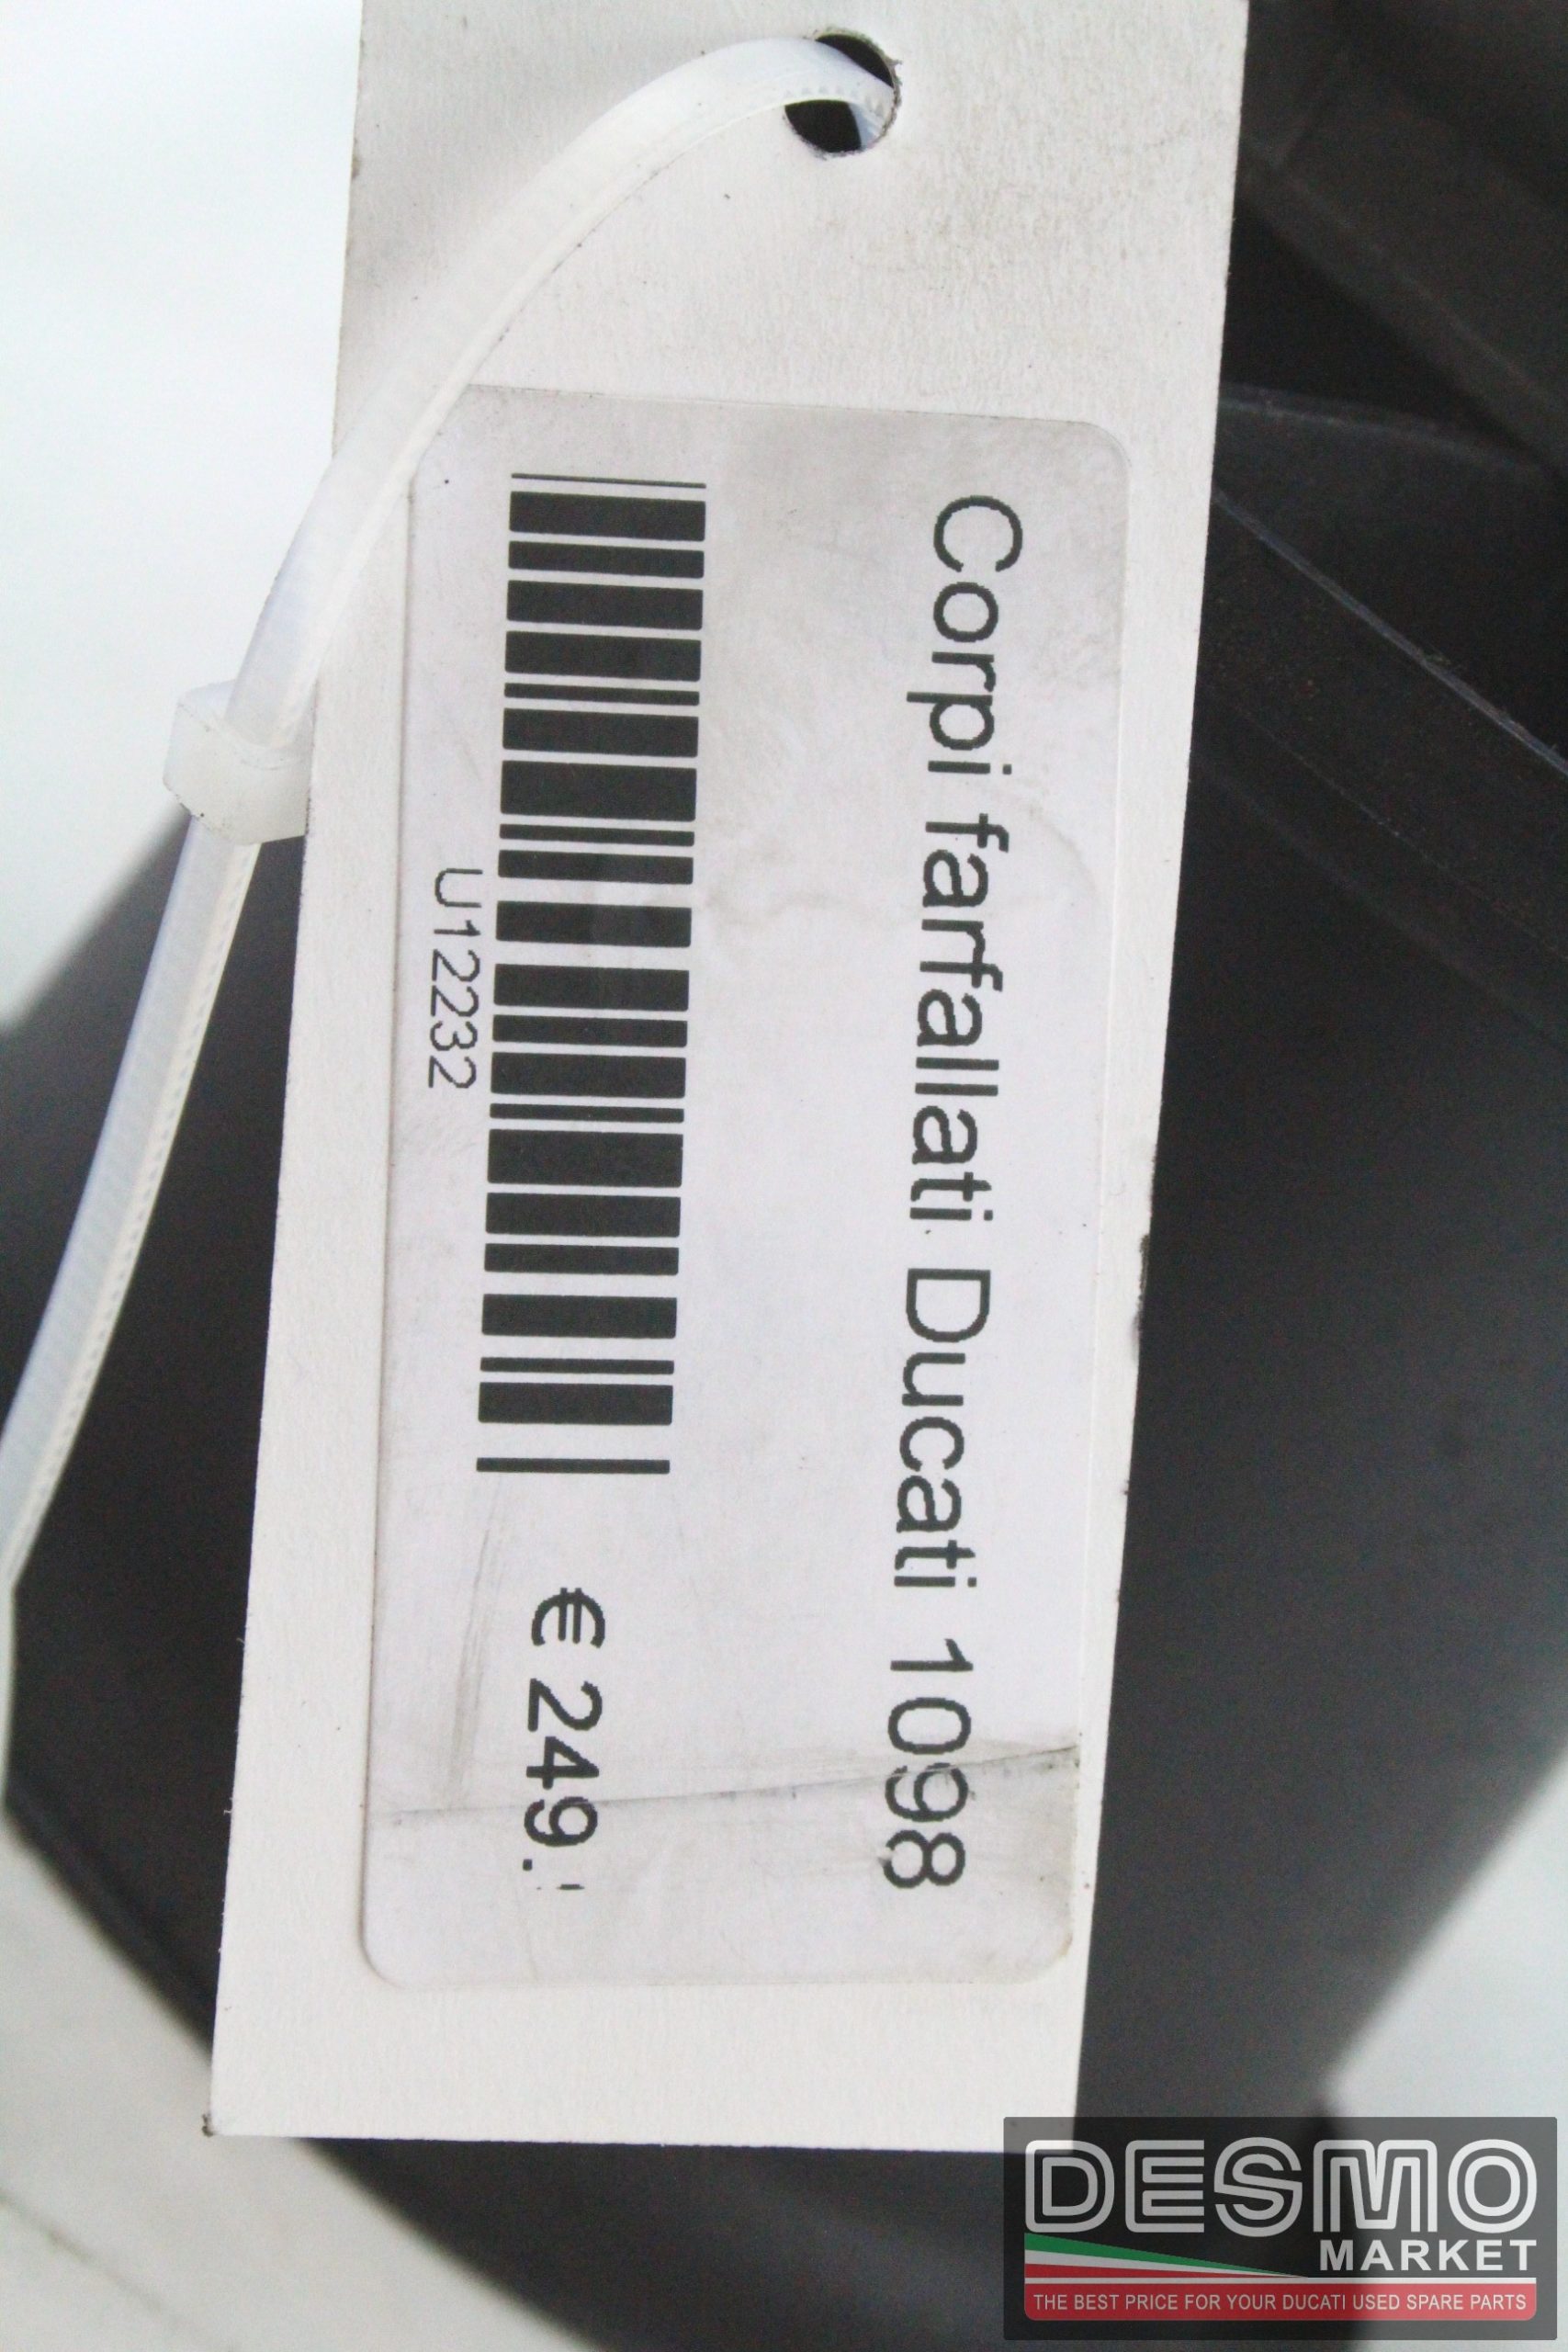 Corpi farfallati Ducati 1098
U12232
€ 249.
DESMO
MARKET
THE BEST PRICE FOR YOUR DUCATI USED SPARE PARTS